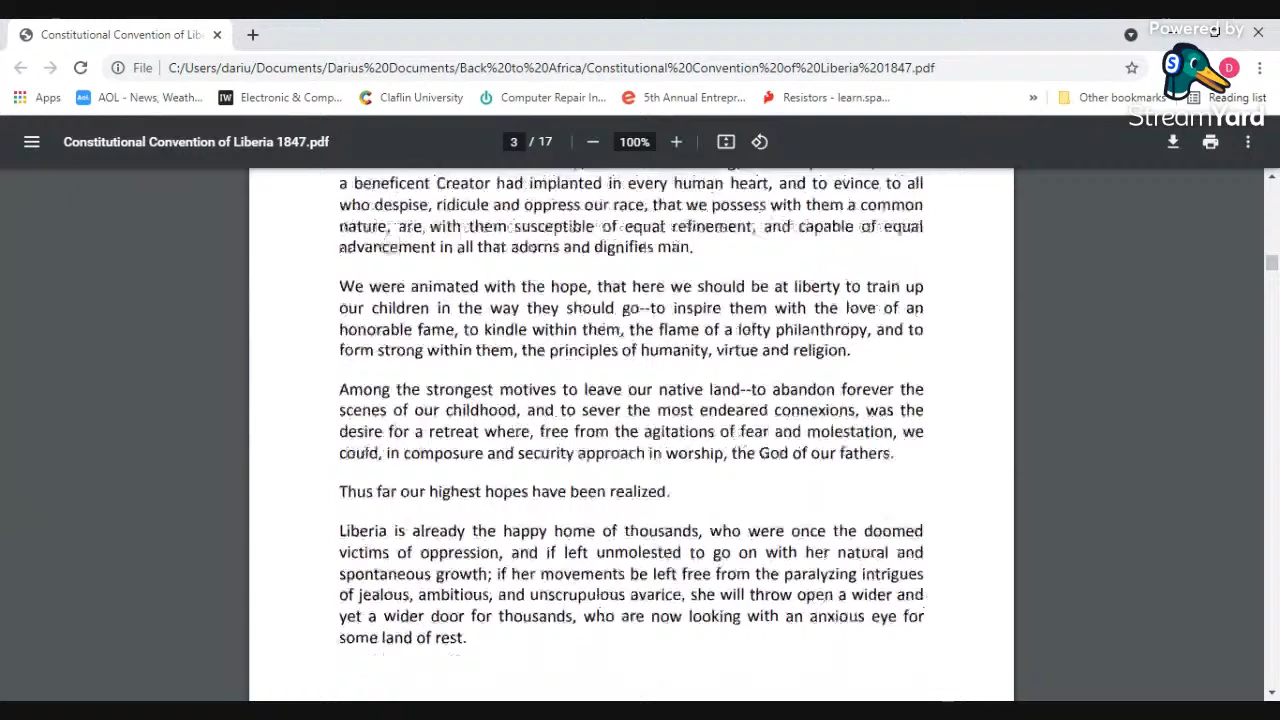 Constitutional Convention of Lib
Powered by
File
C:/Users/dariu/Documents/Darius%20Documents/Back%20to%20Africa/Constitutional%20Convention%20of%20Liberia%201847.pdf
D
Apps
Aol.
AOL - News, Weath...
IW
Electronic & Comp...
Claflin University
Computer Repair In...
5th Annual Entrepr...
Resistors - learn.spa...
»
Other bookmarks
Reading list
S
StreamYard
Constitutional Convention of Liberia 1847.pdf
3 / 17
100%
a beneficent Creator had implanted in every human heart, and to evince to all
who despise, ridicule and oppress our race, that we possess with them a common
nature, are with them susceptible of equal refinement, and capable of equal
advancement in all that adorns and dignifies man.
We were animated with the hope, that here we should be at liberty to train up
our children in the way they should go--to inspire them with the love of an
honorable fame, to kindle within them, the flame of a lofty philanthropy, and to
form strong within them, the principles of humanity, virtue and religion.
Among the strongest motives to leave our native land--to abandon forever the
scenes of our childhood, and to sever the most endeared connexions, was the
desire for a retreat where, free from the agitations of fear and molestation, we
could, in composure and security approach in worship, the God of our fathers.
Thus far our highest hopes have been realized.
Liberia is already the happy home of thousands, who were once the doomed
victims of oppression, and if left unmolested to go on with her natural and
spontaneous growth; if her movements be left free from the paralyzing intrigues
of jealous, ambitious, and unscrupulous avarice, she will throw open a wider and
yet a wider door for thousands, who are now looking with an anxious eye for
some land of rest.